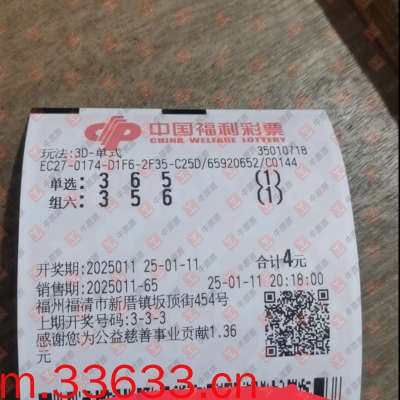 中国福利彩票
CHINA WELFARE LOTTERY
玩法:3D-单式 35010718
EC27-0174-D1F6-2F35-C25D/65920652/C0144
单选: 3 6 5 (1)
组六: 3 5 6 (1)
开奖期:2025011 25-01-11 合计4元
销售期:2025011-65 25-01-11 20:18:00
福州福清市新厝镇坂顶街454号
上期开奖号码:3-3-3
感谢您为公益慈善事业贡献1.36
元
m.33633.cn